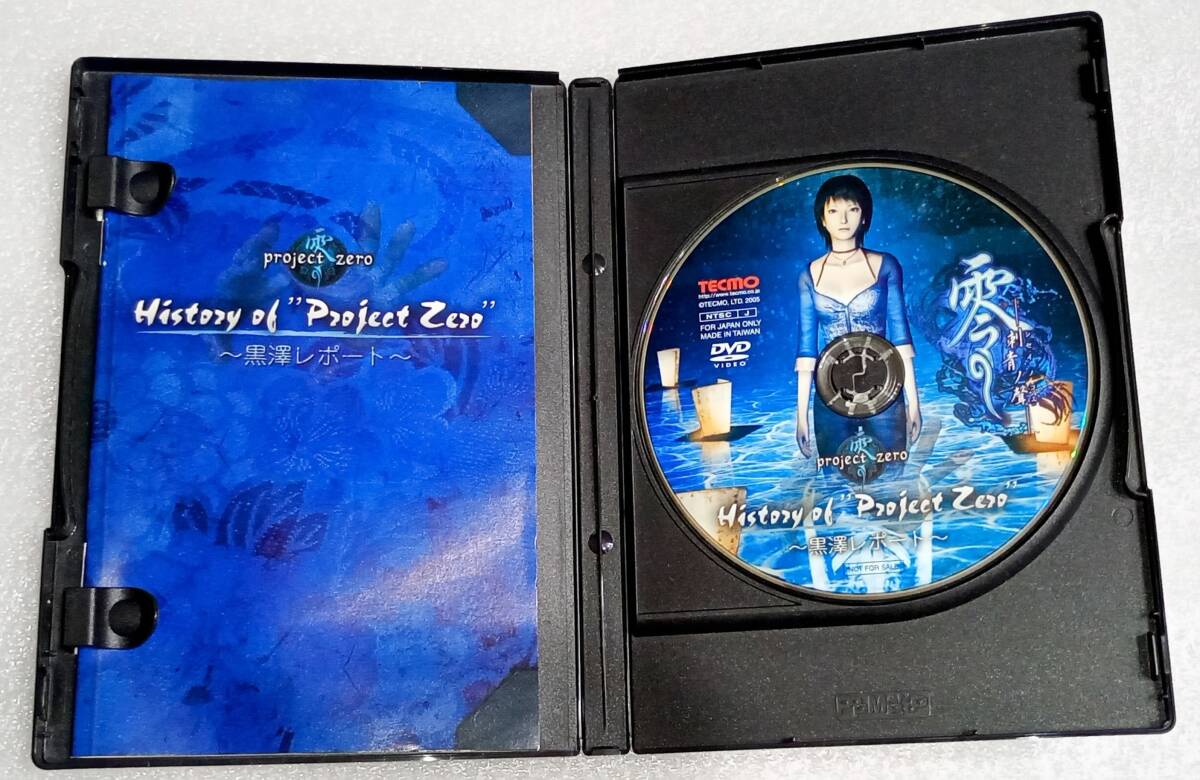 零
project zero
History of "Project Zero"
～黒澤レポート～
TECMO
http://www.tecmo.co.jp
©TECMO, LTD. 2005
NTSC J
FOR JAPAN ONLY
MADE IN TAIWAN
DVD
VIDEO
零
刺青ノ聲
零
project zero
History of "Project Zero"
～黒澤レポート～
NOT FOR SALE